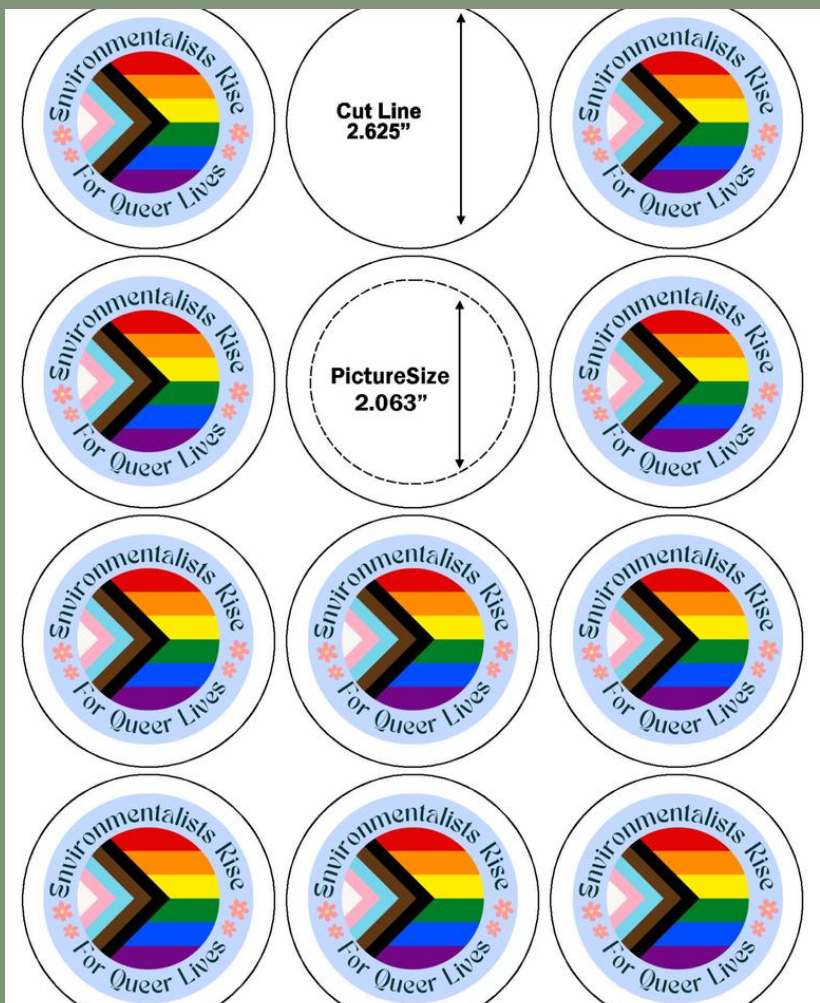 Environmentalists Rise
For Queer Lives
Cut Line
2.625”
Environmentalists Rise
For Queer Lives
Environmentalists Rise
For Queer Lives
PictureSize
2.063”
Environmentalists Rise
For Queer Lives
Environmentalists Rise
For Queer Lives
Environmentalists Rise
For Queer Lives
Environmentalists Rise
For Queer Lives
Environmentalists Rise
For Queer Lives
Environmentalists Rise
For Queer Lives
Environmentalists Rise
For Queer Lives